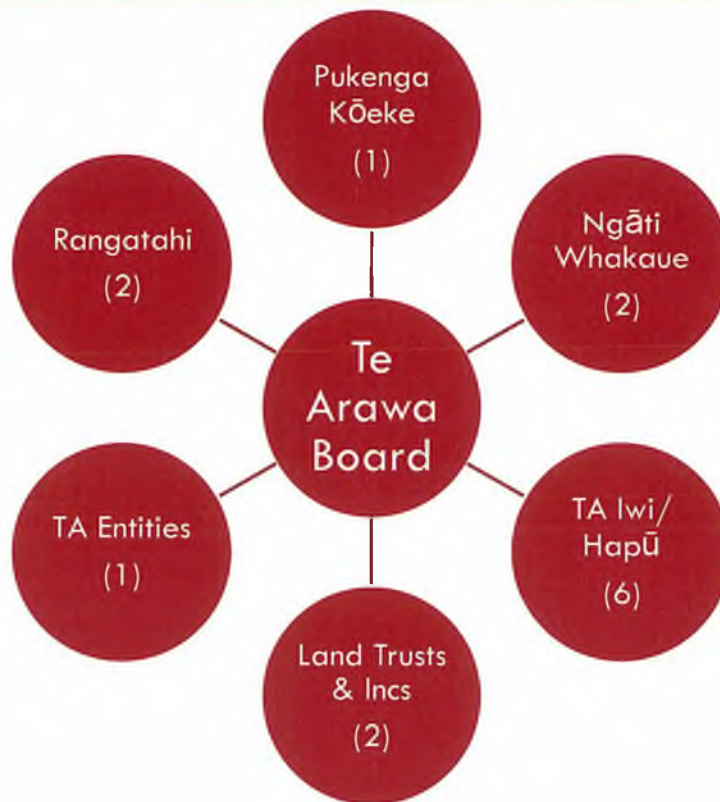 Pukenga
Kōeke
(1)
Ngāti
Whakaue
(2)
TA Iwi/
Hapū
(6)
Land Trusts
& Incs
(2)
TA Entities
(1)
Rangatahi
(2)
Te
Arawa
Board